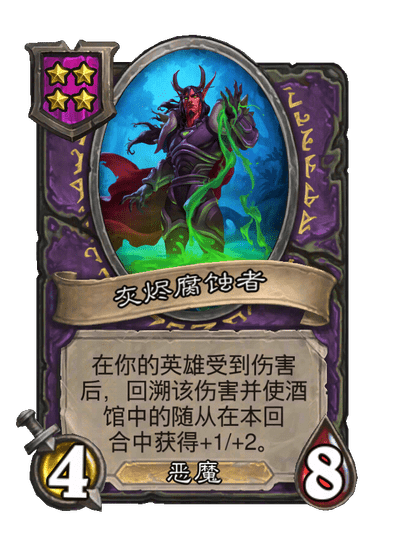 灰烬腐蚀者
在你的英雄受到伤害
后，回溯该伤害并使酒
馆中的随从在本回
合中获得+1/+2。
4
恶魔
8